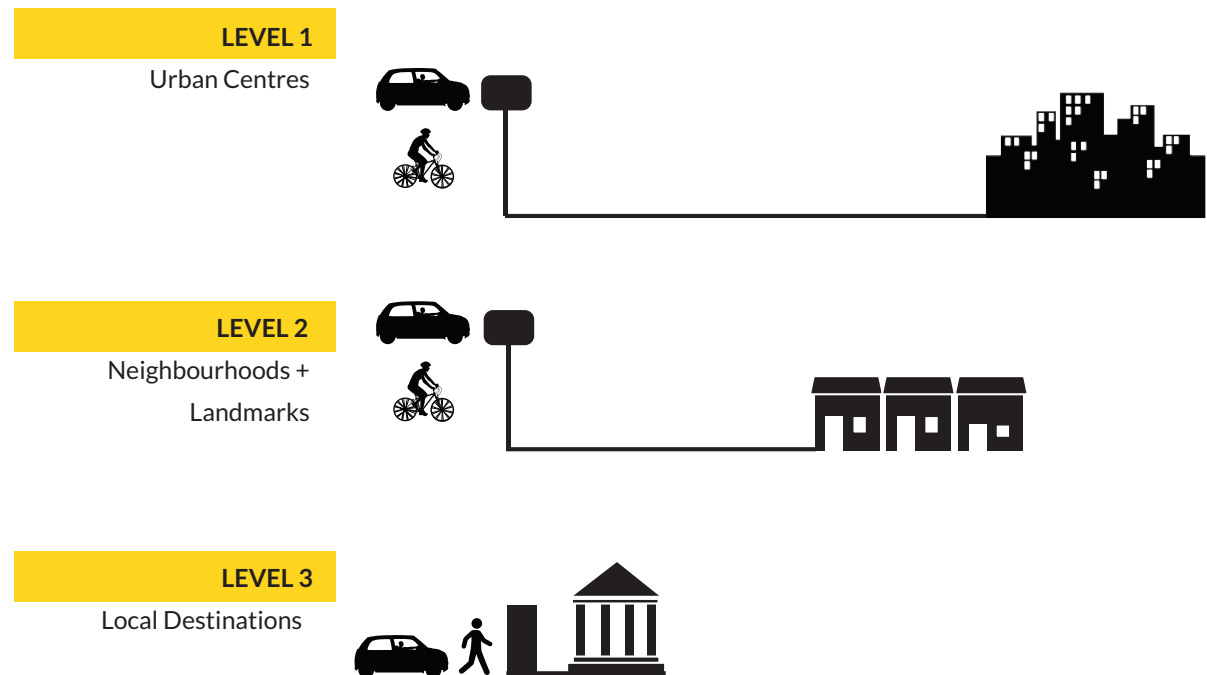 LEVEL 1
Urban Centres
LEVEL 2
Neighbourhoods +
Landmarks
LEVEL 3
Local Destinations